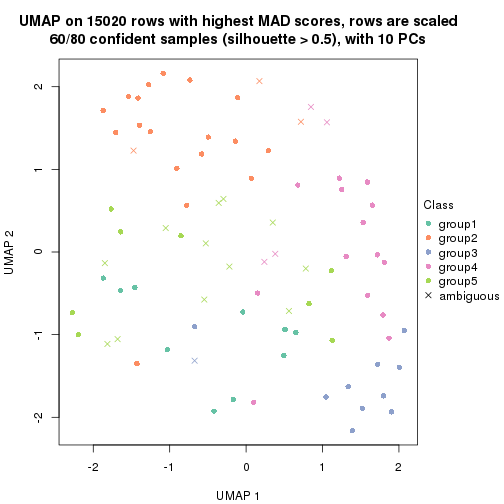 UMAP on 15020 rows with highest MAD scores, rows are scaled
60/80 confident samples (silhouette > 0.5), with 10 PCs
2
1
0
-1
-2
UMAP 2
-2
-1
0
1
2
UMAP 1
Class
group1
group2
group3
group4
group5
ambiguous